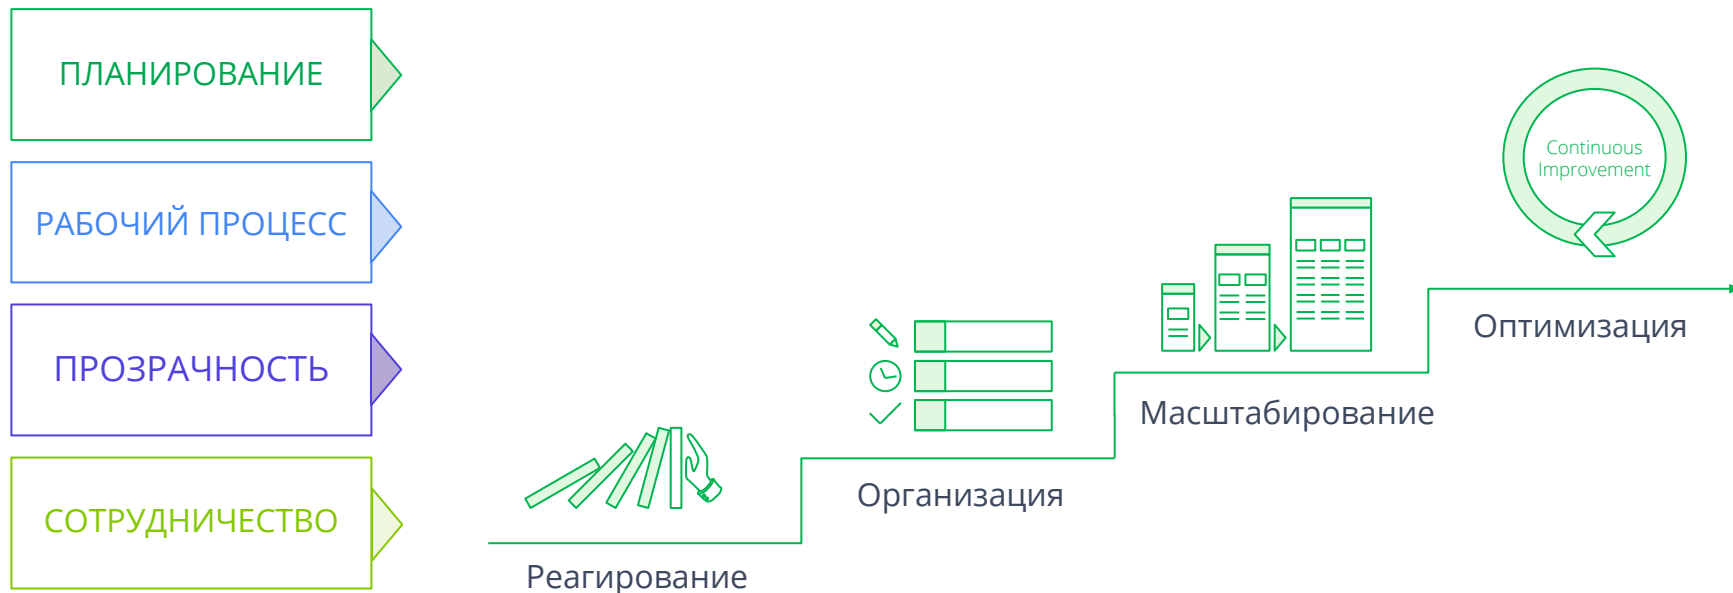 ПЛАНИРОВАНИЕ
РАБОЧИЙ ПРОЦЕСС
ПРОЗРАЧНОСТЬ
СОТРУДНИЧЕСТВО
Реагирование
Организация
Масштабирование
Continuous
Improvement
Оптимизация